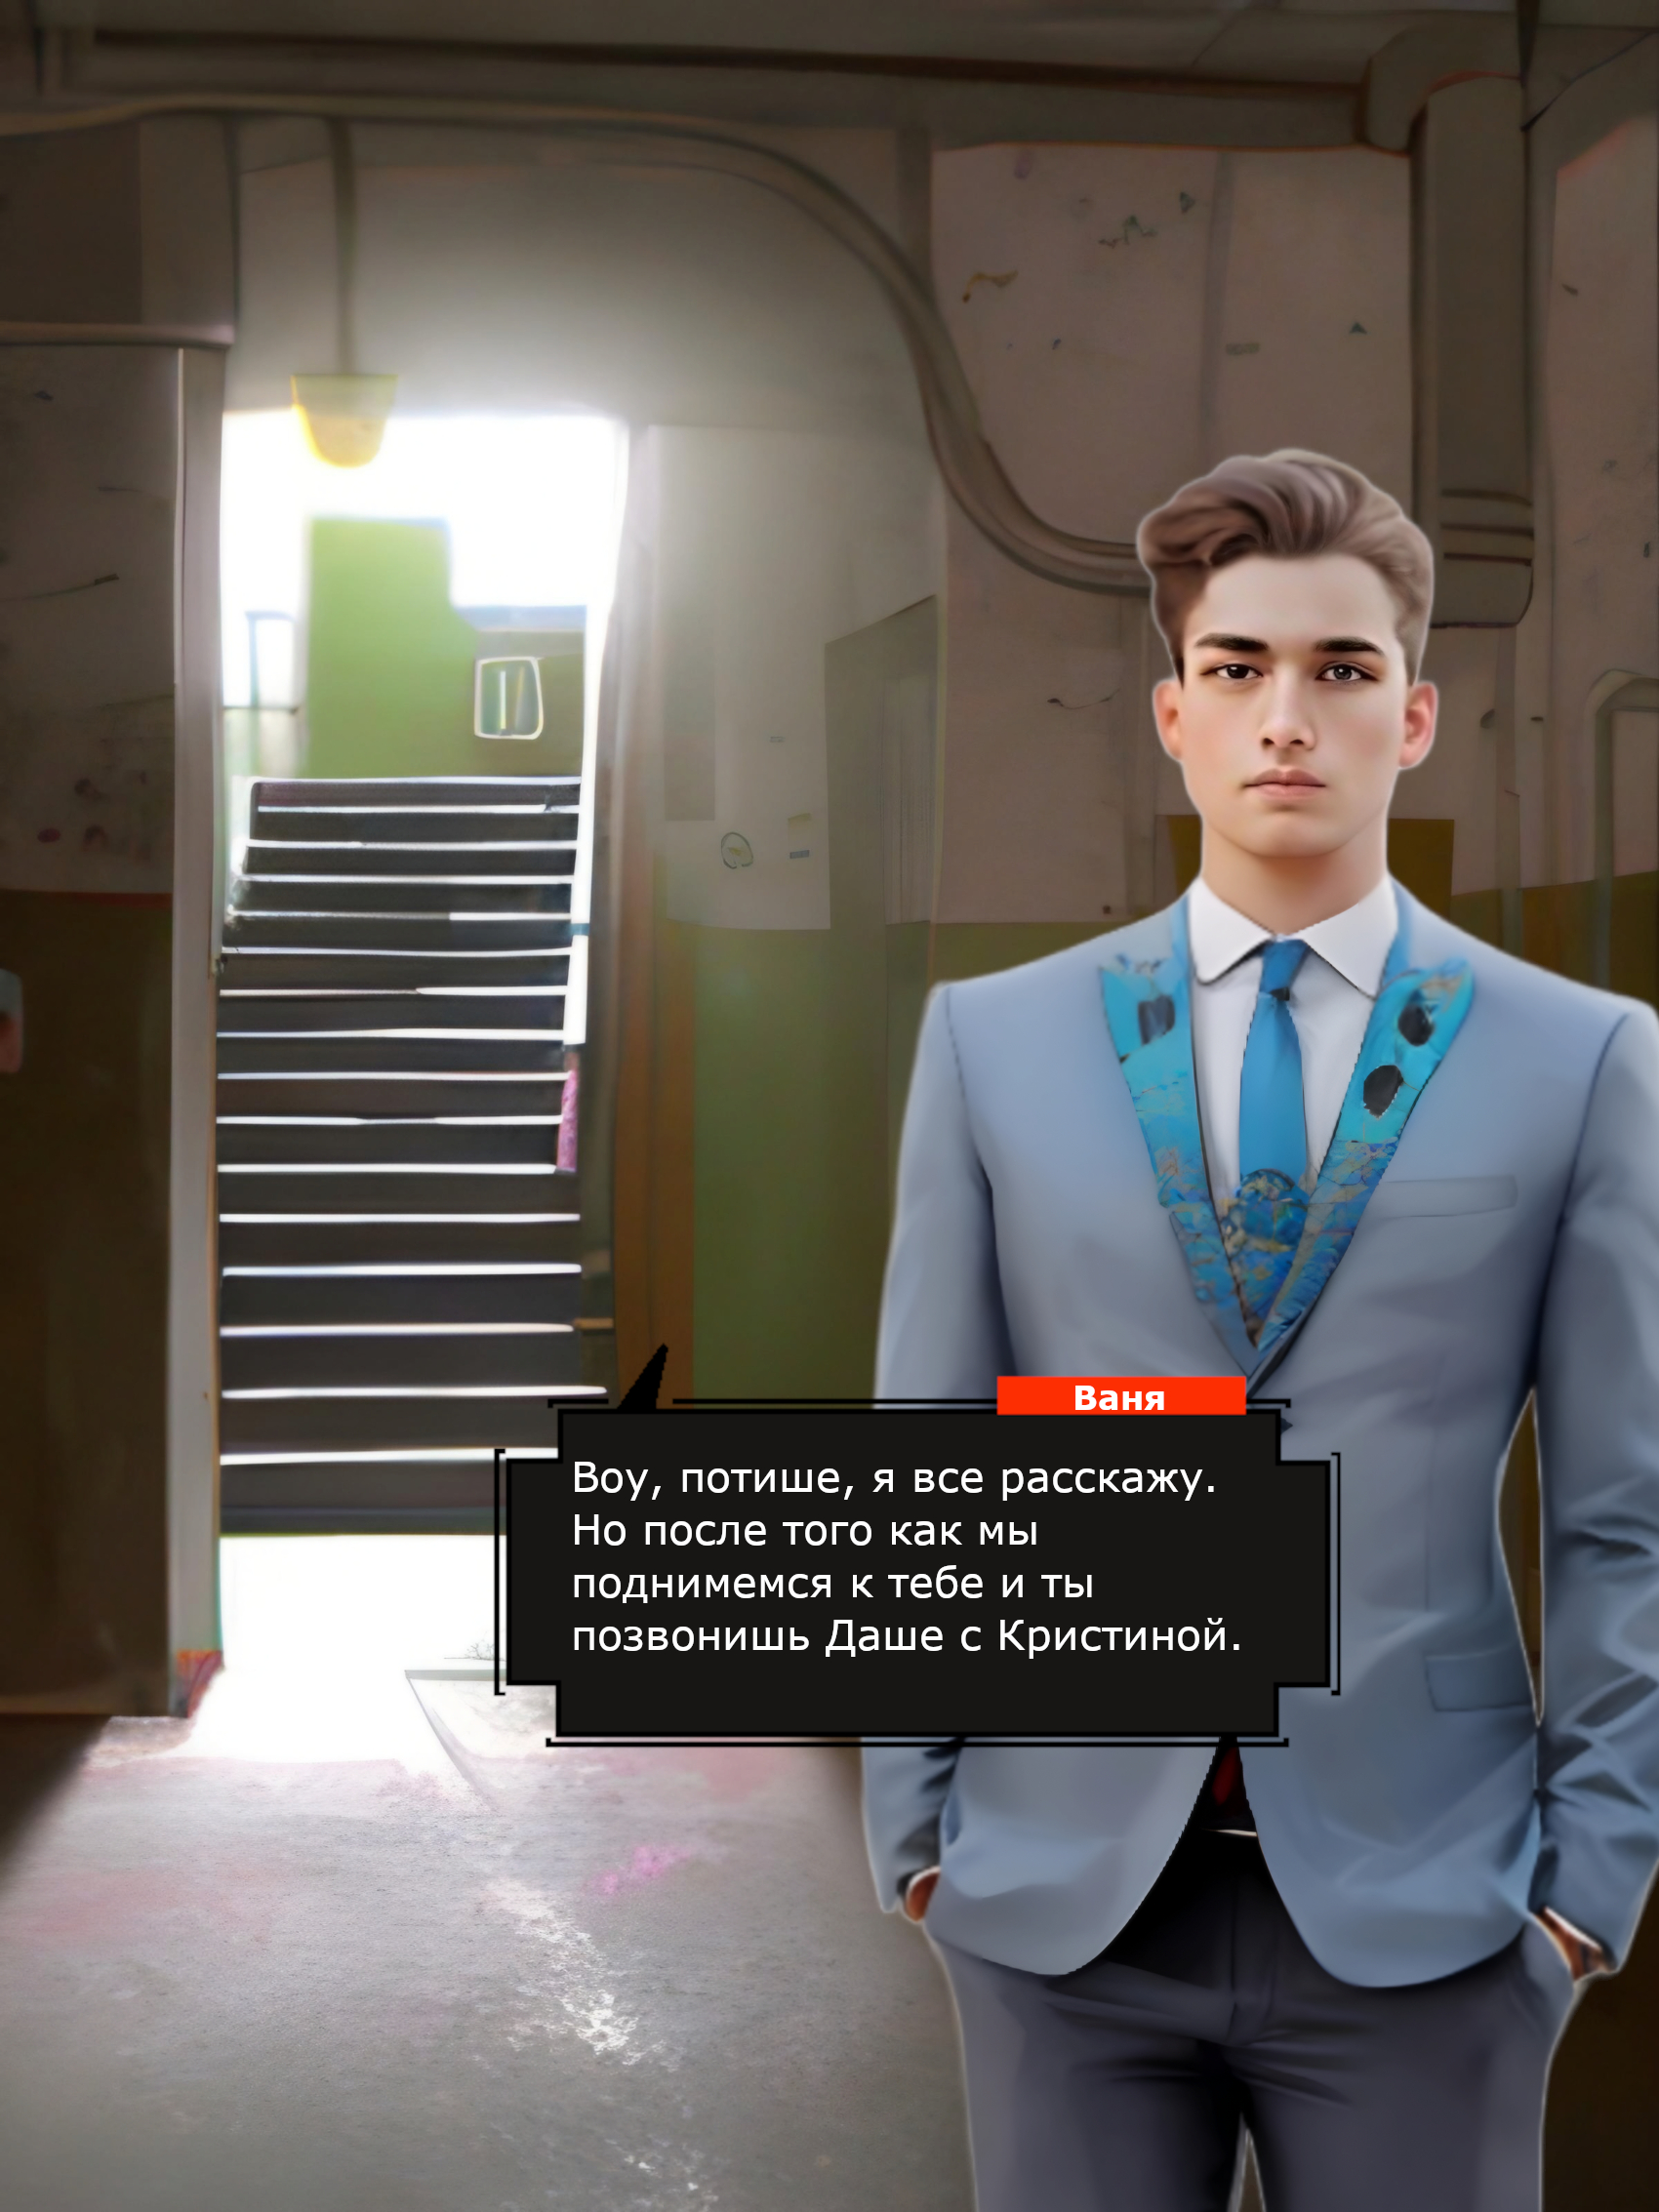 Ваня
Воу, потише, я все расскажу.
Но после того как мы
поднимемся к тебе и ты
позвонишь Даше с Кристиной.